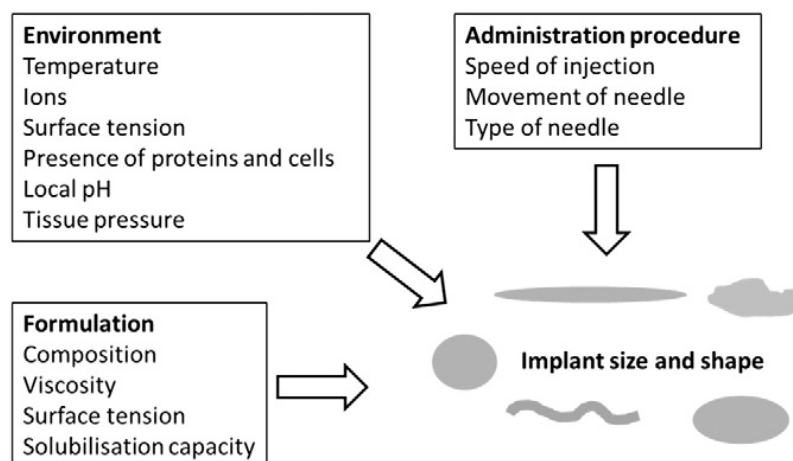 Environment
Temperature
Ions
Surface tension
Presence of proteins and cells
Local pH
Tissue pressure
Administration procedure
Speed of injection
Movement of needle
Type of needle
Formulation
Composition
Viscosity
Surface tension
Solubilisation capacity
Implant size and shape